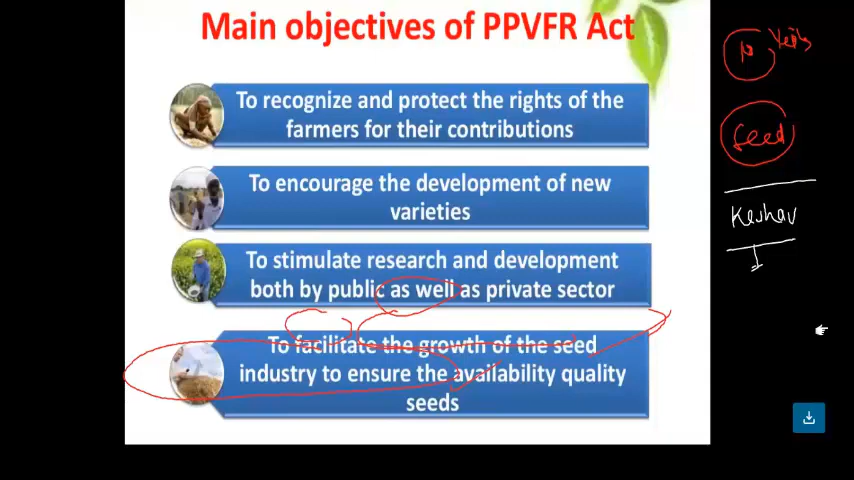 Main objectives of PPVFR Act
To recognize and protect the rights of the
farmers for their contributions
To encourage the development of new
varieties
To stimulate research and development
both by public as well as private sector
To facilitate the growth of the seed
industry to ensure the availability quality
seeds
Seed
Keshav